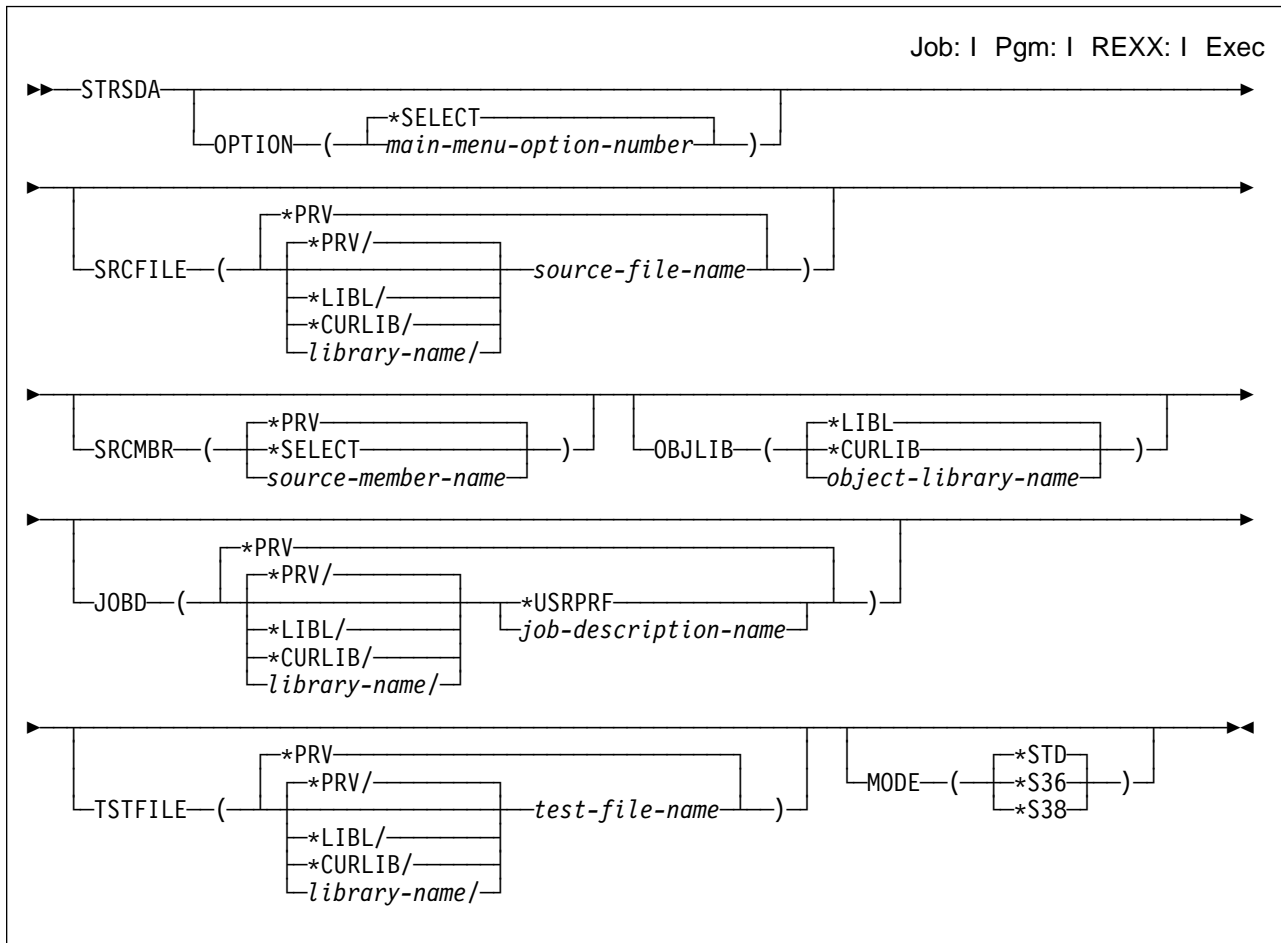 Job: I Pgm: I REXX: I Exec
STRSDA
*SELECT
OPTION ( main-menu-option-number )
*PRV
*PRV/
SRCFILE ( source-file-name )
*LIBL/
*CURLIB/
library-name/
*PRV *LIBL
SRCMBR ( *SELECT ) OBJLIB ( *CURLIB )
source-member-name object-library-name
*PRV
*PRV/
JOBD ( *USRPRF )
*LIBL/ job-description-name
*CURLIB/
library-name/
*PRV *STD
*PRV/ MODE ( *S36 )
TSTFILE ( test-file-name ) *S38
*LIBL/
*CURLIB/
library-name/